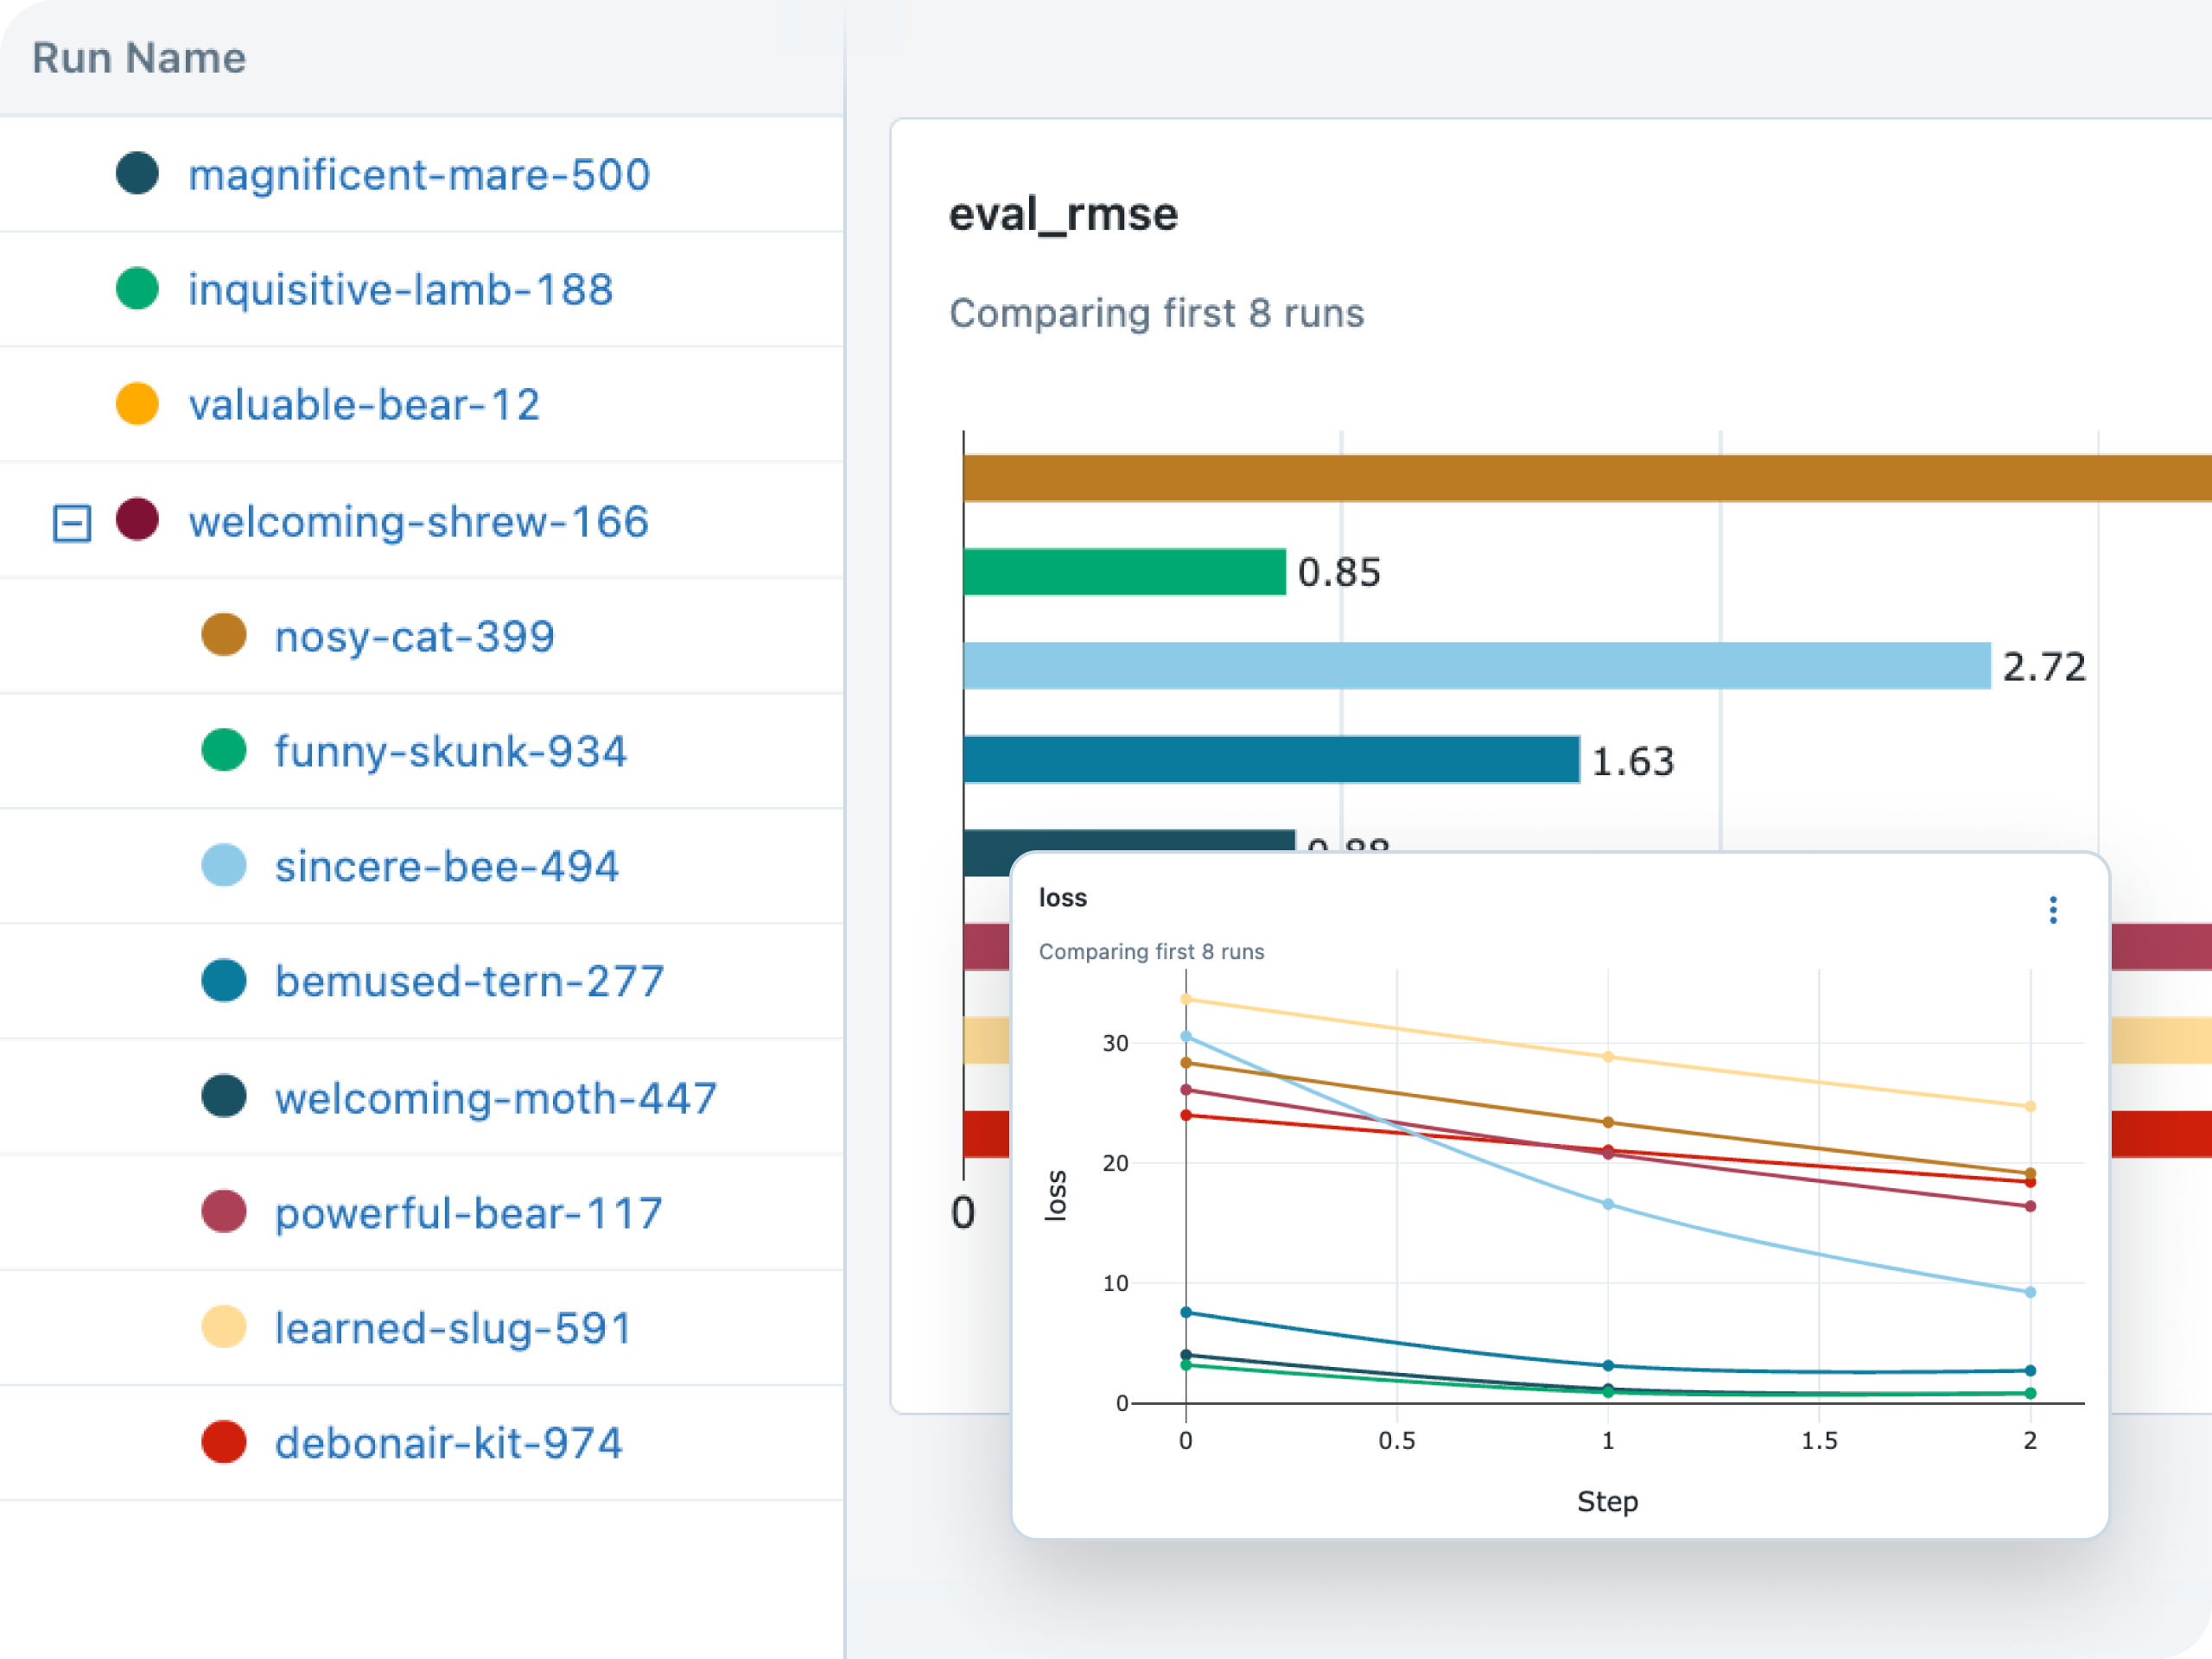 Run Name
magnificent-mare-500
inquisitive-lamb-188
valuable-bear-12
welcoming-shrew-166
nosy-cat-399
funny-skunk-934
sincere-bee-494
bemused-tern-277
welcoming-moth-447
powerful-bear-117
learned-slug-591
debonair-kit-974
eval_rmse
Comparing first 8 runs
0.85
2.72
1.63
0.88
0
loss
Comparing first 8 runs
30
20
10
0
loss
0 0.5 1 1.5 2
Step